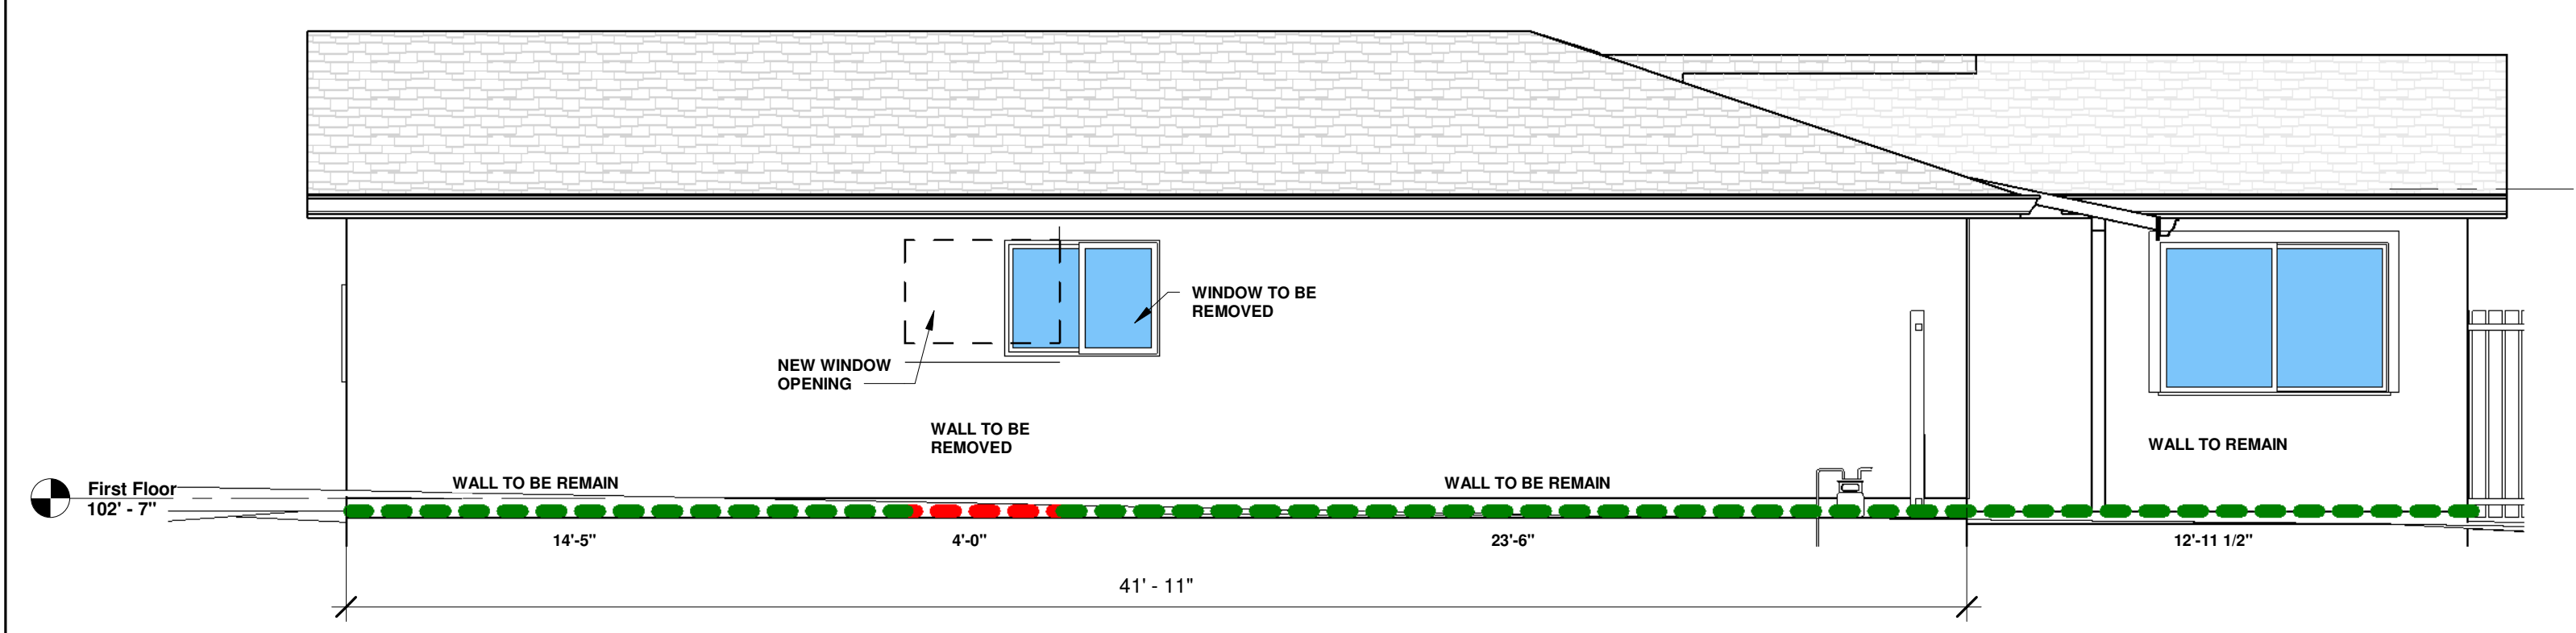 WINDOW TO BE
REMOVED
NEW WINDOW
OPENING
WALL TO BE
REMOVED
WALL TO REMAIN
First Floor
102' - 7"
WALL TO BE REMAIN
WALL TO BE REMAIN
14'-5"
4'-0"
23'-6"
12'-11 1/2"
41' - 11"